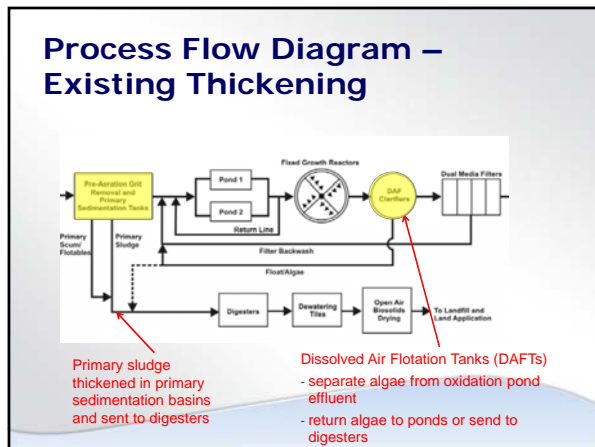 Process Flow Diagram –
Existing Thickening
Fixed Growth Reactors
Pre-Aeration Grit
Removal and
Primary
Sedimentation Tanks
Pond 1
Pond 2
Return Line
DAF
Clarifiers
Dual Media Filters
Primary
Scum/
Flotables
Primary
Sludge
Filter Backwash
Float/Algae
Digesters
Dewatering
Tiles
Open Air
Biosolids
Drying
To Landfill and
Land Application
Primary sludge
thickened in primary
sedimentation basins
and sent to digesters
Dissolved Air Flotation Tanks (DAFTs)
- separate algae from oxidation pond
effluent
- return algae to ponds or send to
digesters